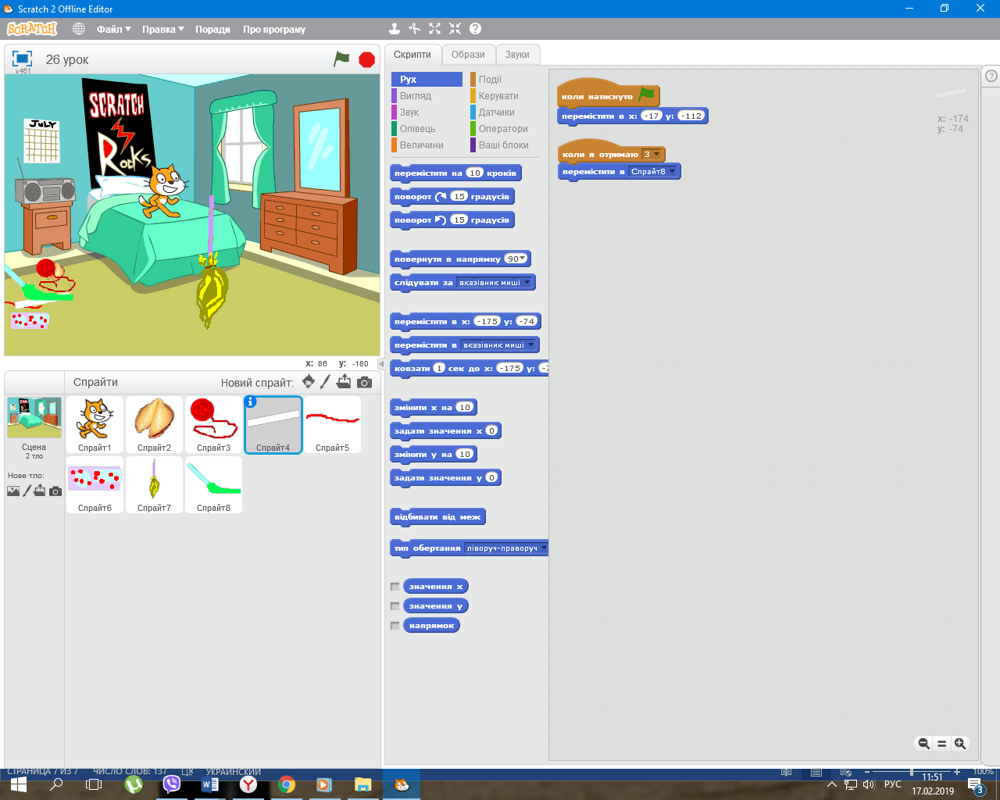 Scratch 2 Offline Editor
SCRATCH
Файл
Правка
Поради
Про програму
26 урок
v461
Скрипти
Образи
Звуки
Рух
Події
Вигляд
Керувати
Звук
Датчики
Олівець
Оператори
Величини
Ваші блоки
SCRATCH
Rocks
JULY
x: 86 y: -180
перемістити на 10 кроків
поворот 15 градусів
поворот 15 градусів
повернути в напрямку 90
слідувати за вказівник миші
перемістити в x: -175 y: -74
перемістити в вказівник миші
ковзати 1 сек до x: -175 y: -7
змінити x на 10
задати значення x 0
змінити y на 10
задати значення y 0
відбивати від меж
тип обертання ліворуч-праворуч
значення x
значення y
напрямок
коли натиснуто
перемістити в x: -17 y: -112
коли я отримаю 3
перемістити в Спрайт8
x: -174
y: -74
Спрайти
Новий спрайт:
Сцена
2 тло
Нове тло:
Спрайт1
Спрайт2
Спрайт3
Спрайт4
Спрайт5
Спрайт6
Спрайт7
Спрайт8
СТРАНИЦА 7 ИЗ 7
ЧИСЛО СЛОВ: 137
УКРАИНСКИЙ
100%
РУС
11:51
17.02.2019
3